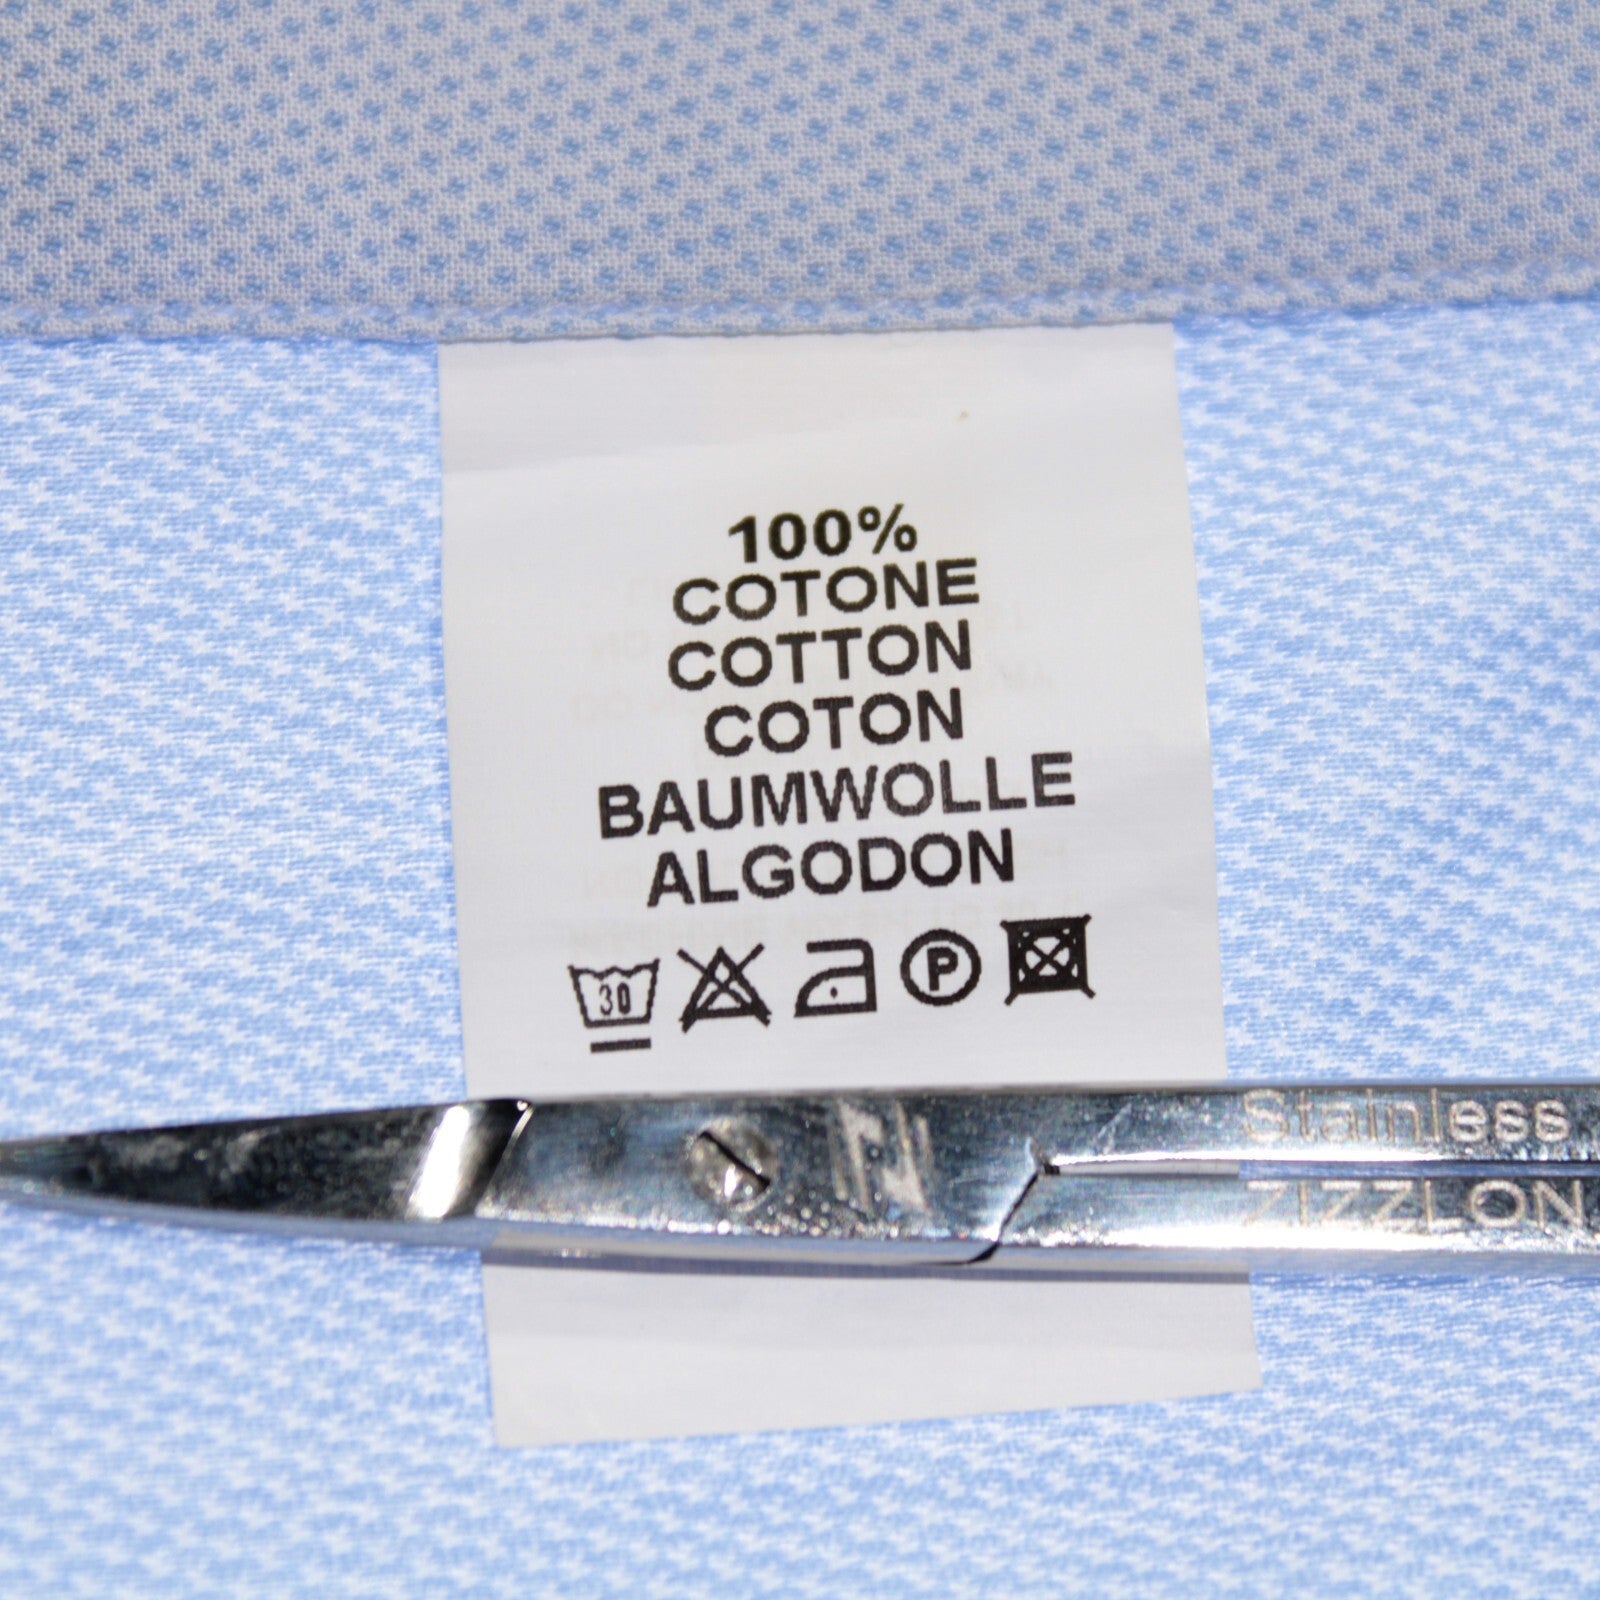 100%
COTONE
COTTON
COTON
BAUMWOLLE
ALGODON
30
P
Stainless
ZIZZLON